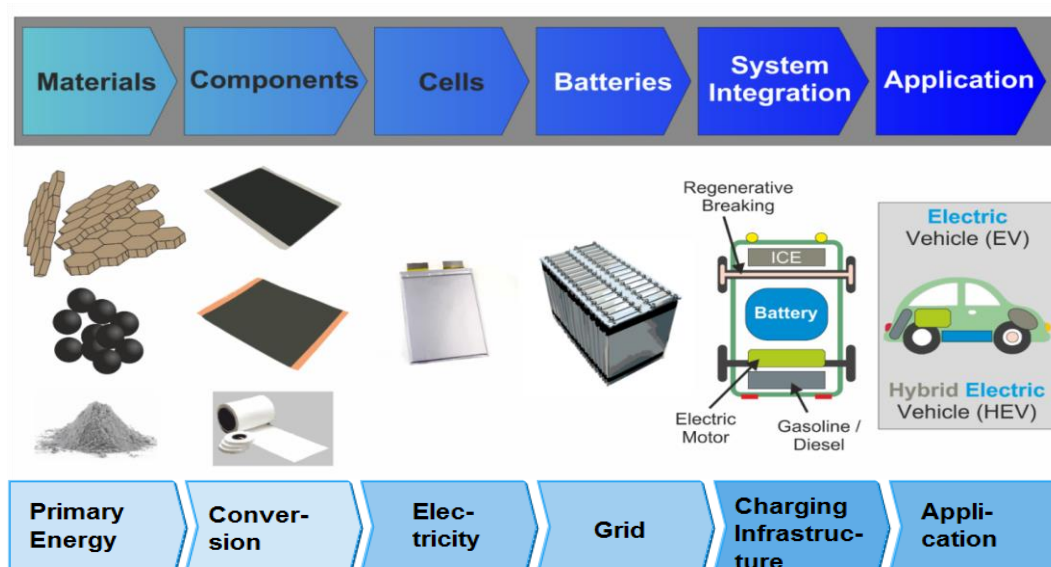 Materials
Components
Cells
Batteries
System
Integration
Application
Regenerative
Breaking
ICE
Battery
Electric
Motor
Gasoline /
Diesel
Electric
Vehicle (EV)
Hybrid Electric
Vehicle (HEV)
Primary
Energy
Conver-
sion
Elec-
tricity
Grid
Charging
Infrastruc-
ture
Appli-
cation